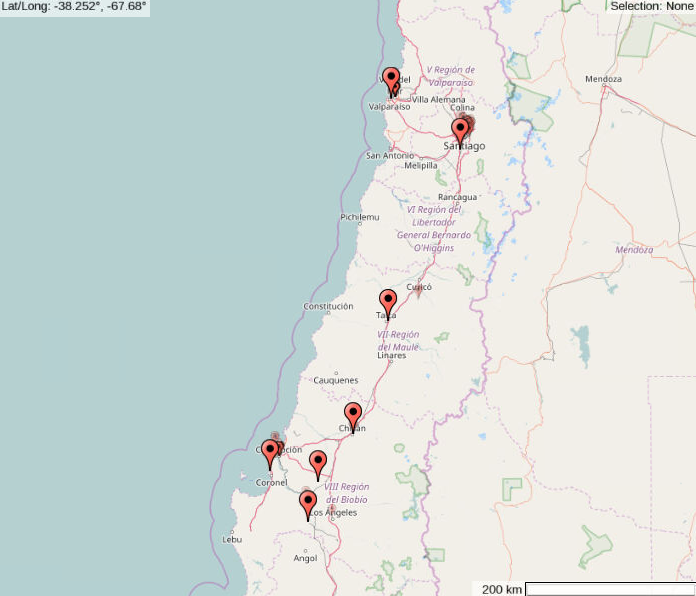 Lat/Long: -38.252°, -67.68°
Selection: None
V Región de
Valparaíso
Mendoza
Villa Alemana
Colina
Valparaíso
Santiago
San Antonio
Melipilla
Rancagua
VI Región del
Libertador
General Bernardo
O'Higgins
Pichilemu
Mendoza
Curicó
Constitución
Talca
VII Región
del Maule
Linares
Cauquenes
Chillán
Concepción
Coronel
VIII Región
del Biobío
Los Ángeles
Lebu
Angol
200 km